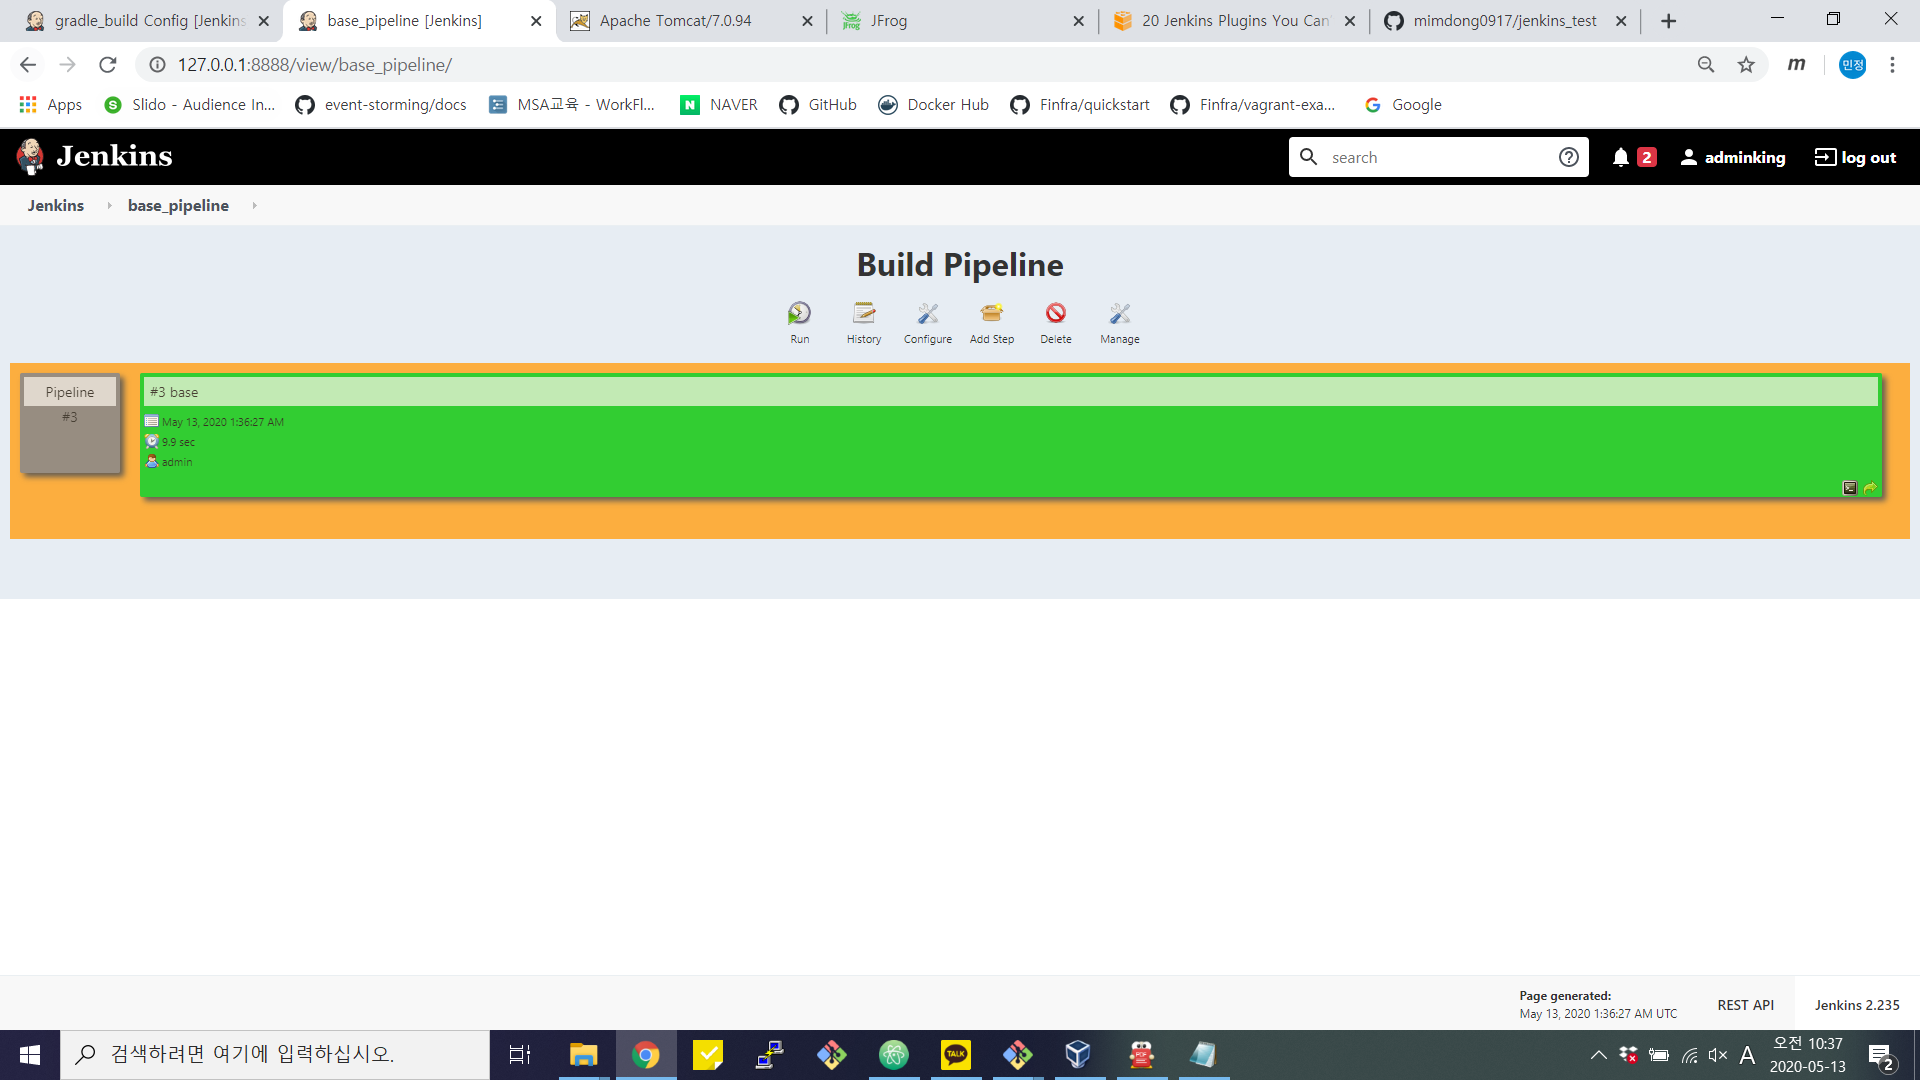 gradle_build Config [Jenkins
base_pipeline [Jenkins]
Apache Tomcat/7.0.94
JFrog
20 Jenkins Plugins You Can'
mimdong0917/jenkins_test
127.0.0.1:8888/view/base_pipeline/
m
민정
Apps
Slido - Audience In...
event-storming/docs
MSA교육 - WorkFl...
NAVER
GitHub
Docker Hub
Finfra/quickstart
Finfra/vagrant-exa...
Google
Jenkins
search
2
adminking
log out
Jenkins
base_pipeline
Build Pipeline
Run
History
Configure
Add Step
Delete
Manage
Pipeline
#3
#3 base
May 13, 2020 1:36:27 AM
9.9 sec
admin
Page generated:
May 13, 2020 1:36:27 AM UTC
REST API
Jenkins 2.235
검색하려면 여기에 입력하십시오.
TALK
PDF
A
오전 10:37
2020-05-13
2